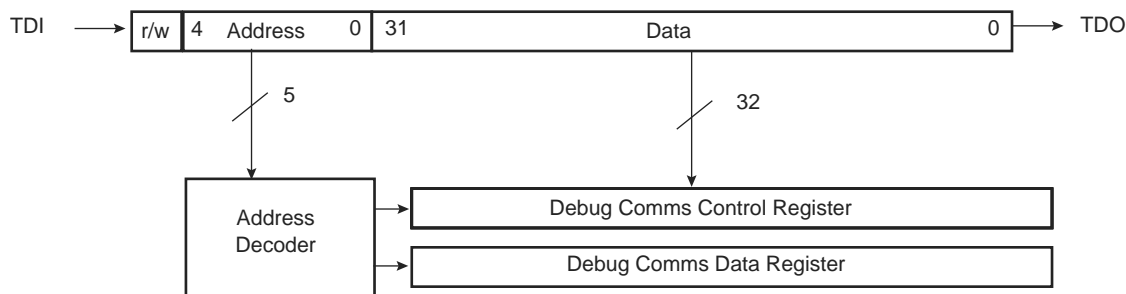 TDI r/w 4 Address 0 31 Data 0 TDO
5
32
Address
Decoder
Debug Comms Control Register
Debug Comms Data Register